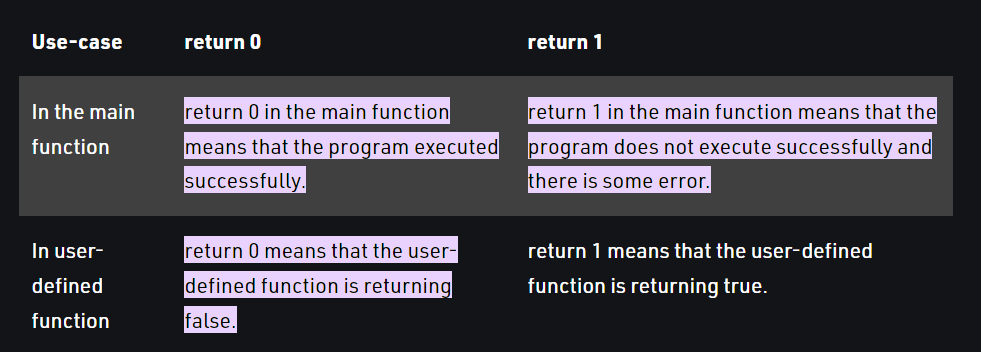 Use-case return 0 return 1
In the main function
return 0 in the main function
means that the program executed
successfully.
return 1 in the main function means that the
program does not execute successfully and
there is some error.
In user-
defined
function
return 0 means that the user-
defined function is returning
false.
return 1 means that the user-defined
function is returning true.